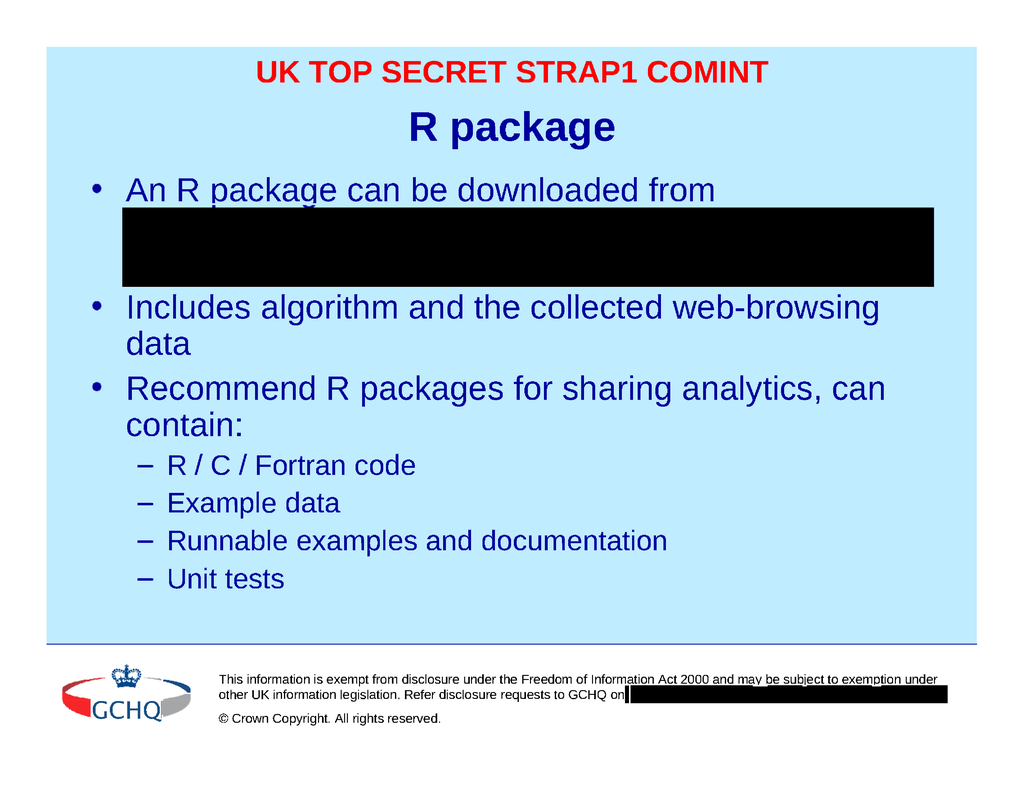 UK TOP SECRET STRAP1 COMINT
R package
• An R package can be downloaded from
• Includes algorithm and the collected web-browsing
data
• Recommend R packages for sharing analytics, can
contain:
– R / C / Fortran code
– Example data
– Runnable examples and documentation
– Unit tests
GCHQ
This information is exempt from disclosure under the Freedom of Information Act 2000 and may be subject to exemption under
other UK information legislation. Refer disclosure requests to GCHQ on
© Crown Copyright. All rights reserved.